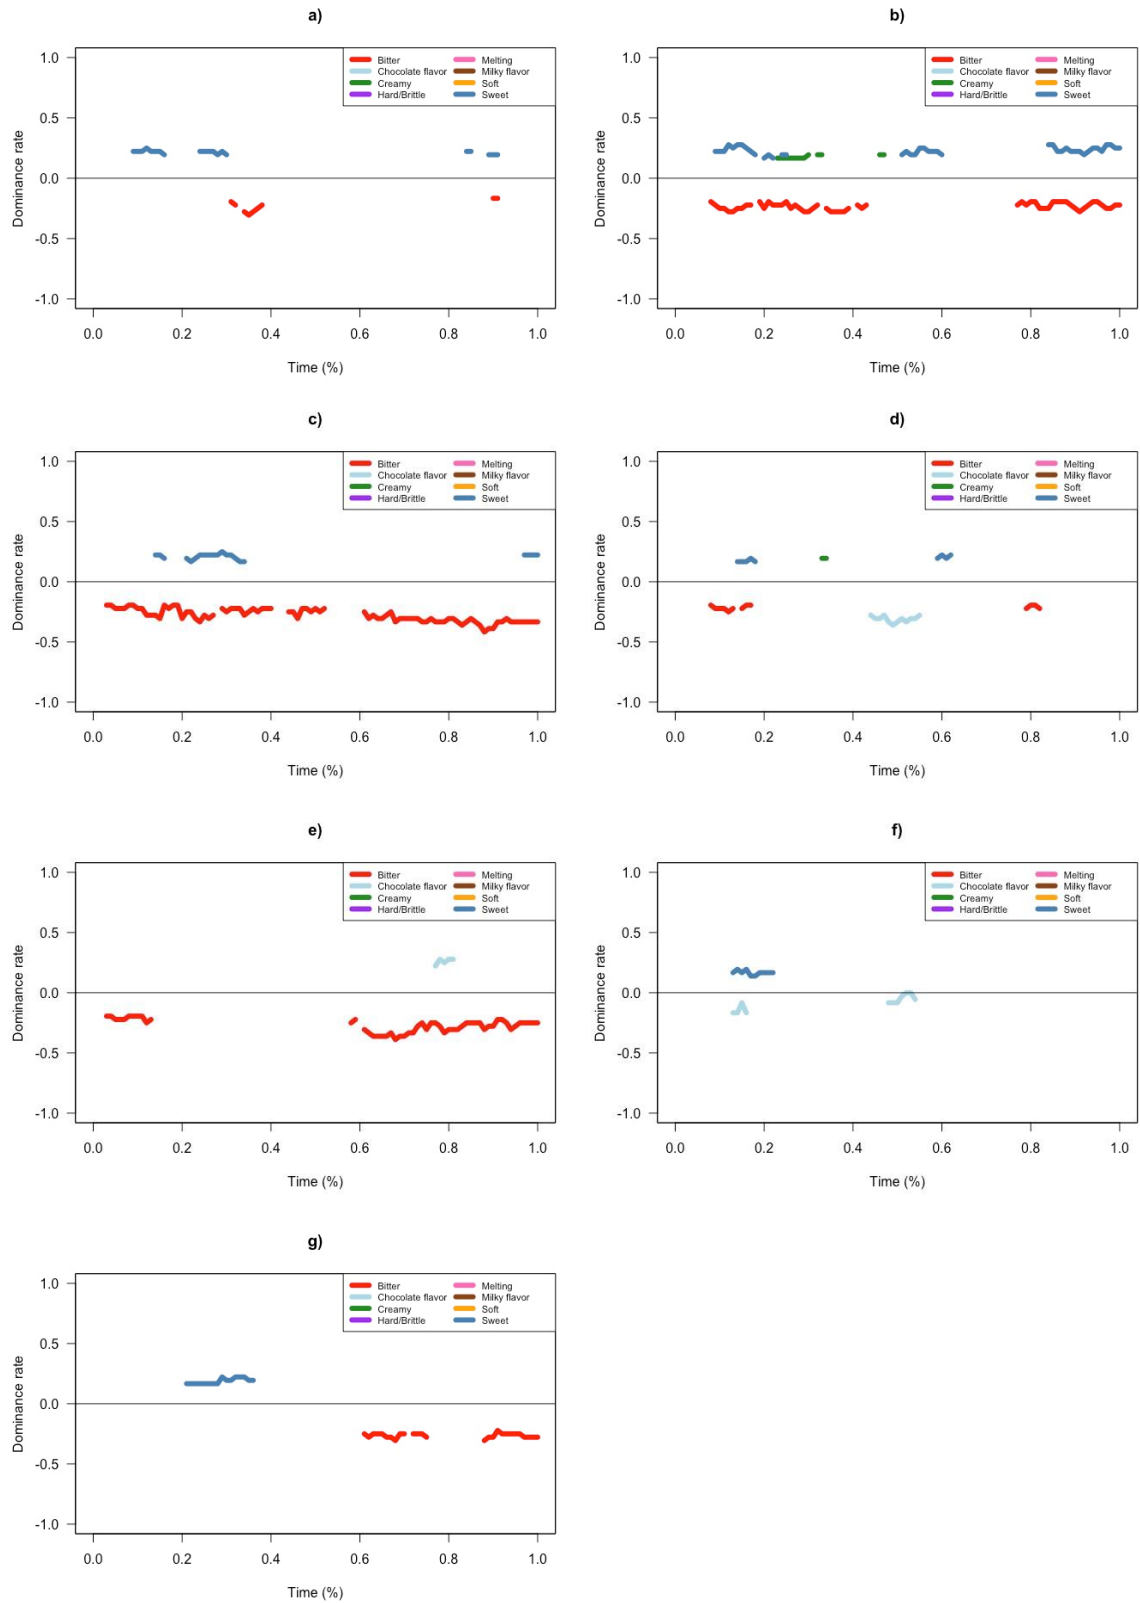 a)
1.0
0.5
0.0
-0.5
-1.0
Dominance rate
Bitter Melting
Chocolate flavor Milky flavor
Creamy Soft
Hard/Brittle Sweet
0.0 0.2 0.4 0.6 0.8 1.0
Time (%)
b)
1.0
0.5
0.0
-0.5
-1.0
Dominance rate
Bitter Melting
Chocolate flavor Milky flavor
Creamy Soft
Hard/Brittle Sweet
0.0 0.2 0.4 0.6 0.8 1.0
Time (%)
c)
1.0
0.5
0.0
-0.5
-1.0
Dominance rate
Bitter Melting
Chocolate flavor Milky flavor
Creamy Soft
Hard/Brittle Sweet
0.0 0.2 0.4 0.6 0.8 1.0
Time (%)
d)
1.0
0.5
0.0
-0.5
-1.0
Dominance rate
Bitter Melting
Chocolate flavor Milky flavor
Creamy Soft
Hard/Brittle Sweet
0.0 0.2 0.4 0.6 0.8 1.0
Time (%)
e)
1.0
0.5
0.0
-0.5
-1.0
Dominance rate
Bitter Melting
Chocolate flavor Milky flavor
Creamy Soft
Hard/Brittle Sweet
0.0 0.2 0.4 0.6 0.8 1.0
Time (%)
f)
1.0
0.5
0.0
-0.5
-1.0
Dominance rate
Bitter Melting
Chocolate flavor Milky flavor
Creamy Soft
Hard/Brittle Sweet
0.0 0.2 0.4 0.6 0.8 1.0
Time (%)
g)
1.0
0.5
0.0
-0.5
-1.0
Dominance rate
Bitter Melting
Chocolate flavor Milky flavor
Creamy Soft
Hard/Brittle Sweet
0.0 0.2 0.4 0.6 0.8 1.0
Time (%)